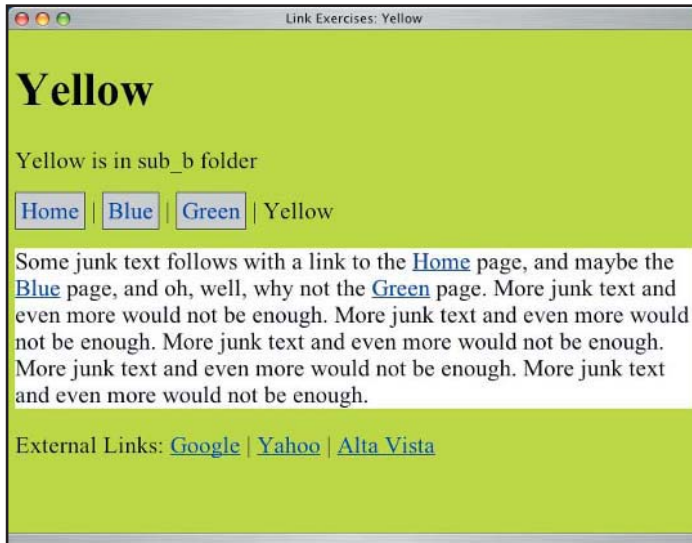 Link Exercises: Yellow
Yellow
Yellow is in sub_b folder
Home | Blue | Green | Yellow
Some junk text follows with a link to the Home page, and maybe the
Blue page, and oh, well, why not the Green page. More junk text and
even more would not be enough. More junk text and even more would
not be enough. More junk text and even more would not be enough.
More junk text and even more would not be enough. More junk text
and even more would not be enough.
External Links: Google | Yahoo | Alta Vista